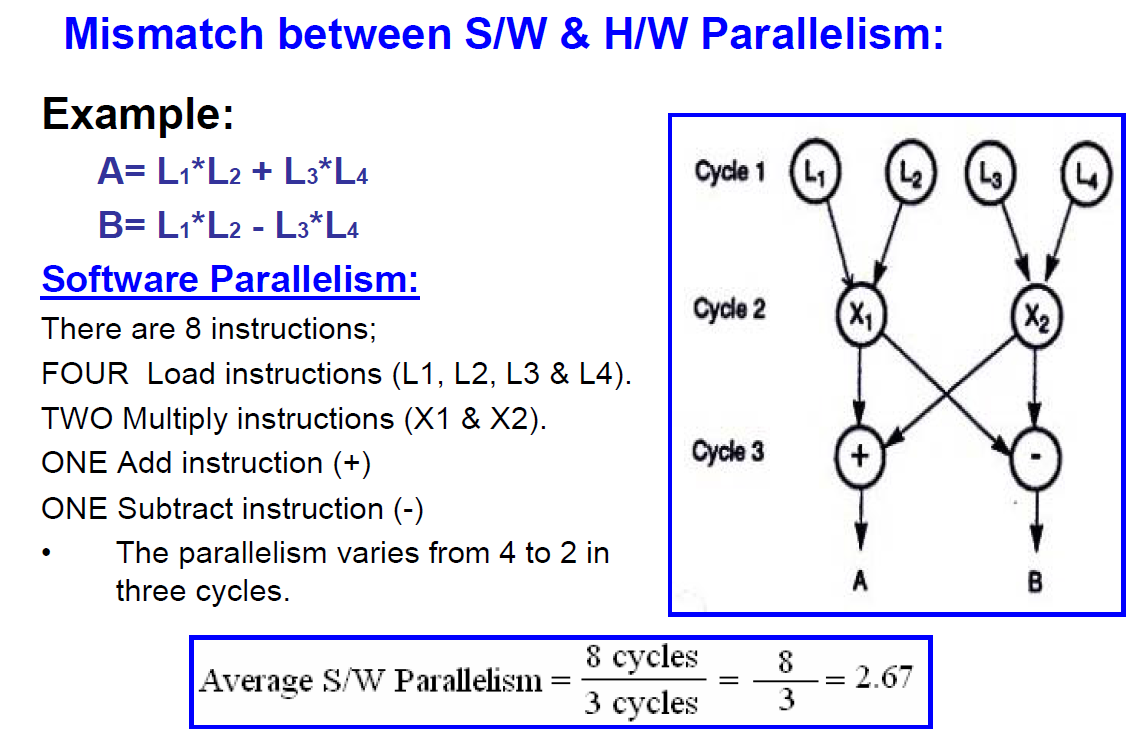 Mismatch between S/W & H/W Parallelism:
Example:
A= L1*L2 + L3*L4
B= L1*L2 - L3*L4
Software Parallelism:
There are 8 instructions;
FOUR Load instructions (L1, L2, L3 & L4).
TWO Multiply instructions (X1 & X2).
ONE Add instruction (+)
ONE Subtract instruction (-)
• The parallelism varies from 4 to 2 in
three cycles.
Cycle 1 L1 L2 L3 L4
Cycle 2 X1 X2
Cycle 3 + -
A B
Average S/W Parallelism = 8 cycles / 3 cycles = 8 / 3 = 2.67